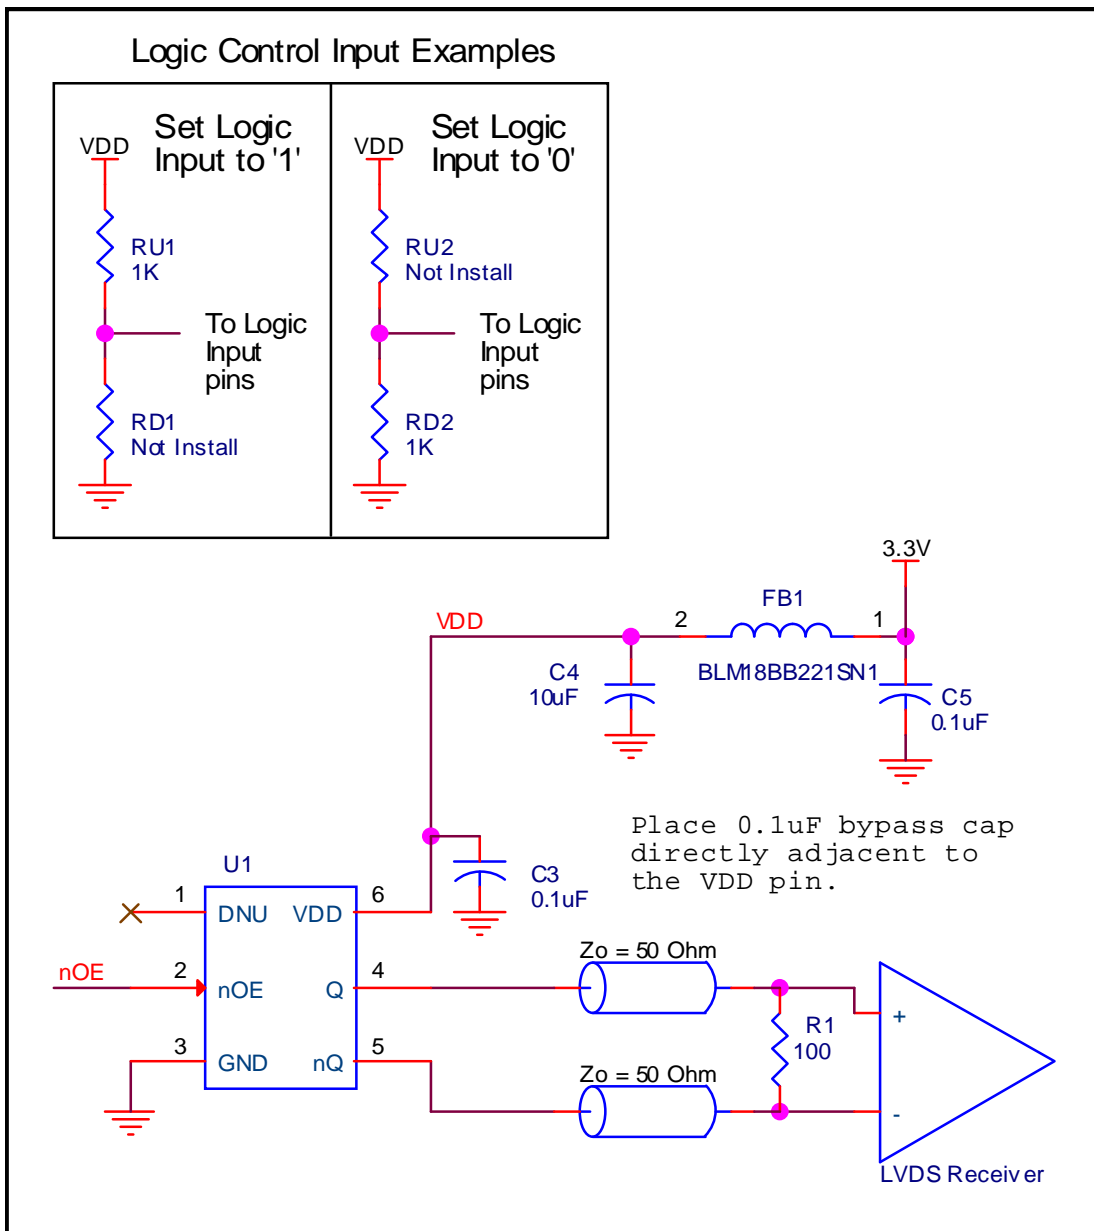 Logic Control Input Examples
Set Logic
Input to '1'
VDD
RU1
1K
To Logic
Input
pins
RD1
Not Install
Set Logic
Input to '0'
VDD
RU2
Not Install
To Logic
Input
pins
RD2
1K
3.3V
VDD
2
FB1
1
BLM18BB221SN1
C4
10uF
C5
0.1uF
Place 0.1uF bypass cap
directly adjacent to
the VDD pin.
U1
C3
0.1uF
1
DNU
VDD
6
nOE
2
nOE
Q
4
3
GND
nQ
5
Zo = 50 Ohm
Zo = 50 Ohm
R1
100
+
-
LVDS Receiver